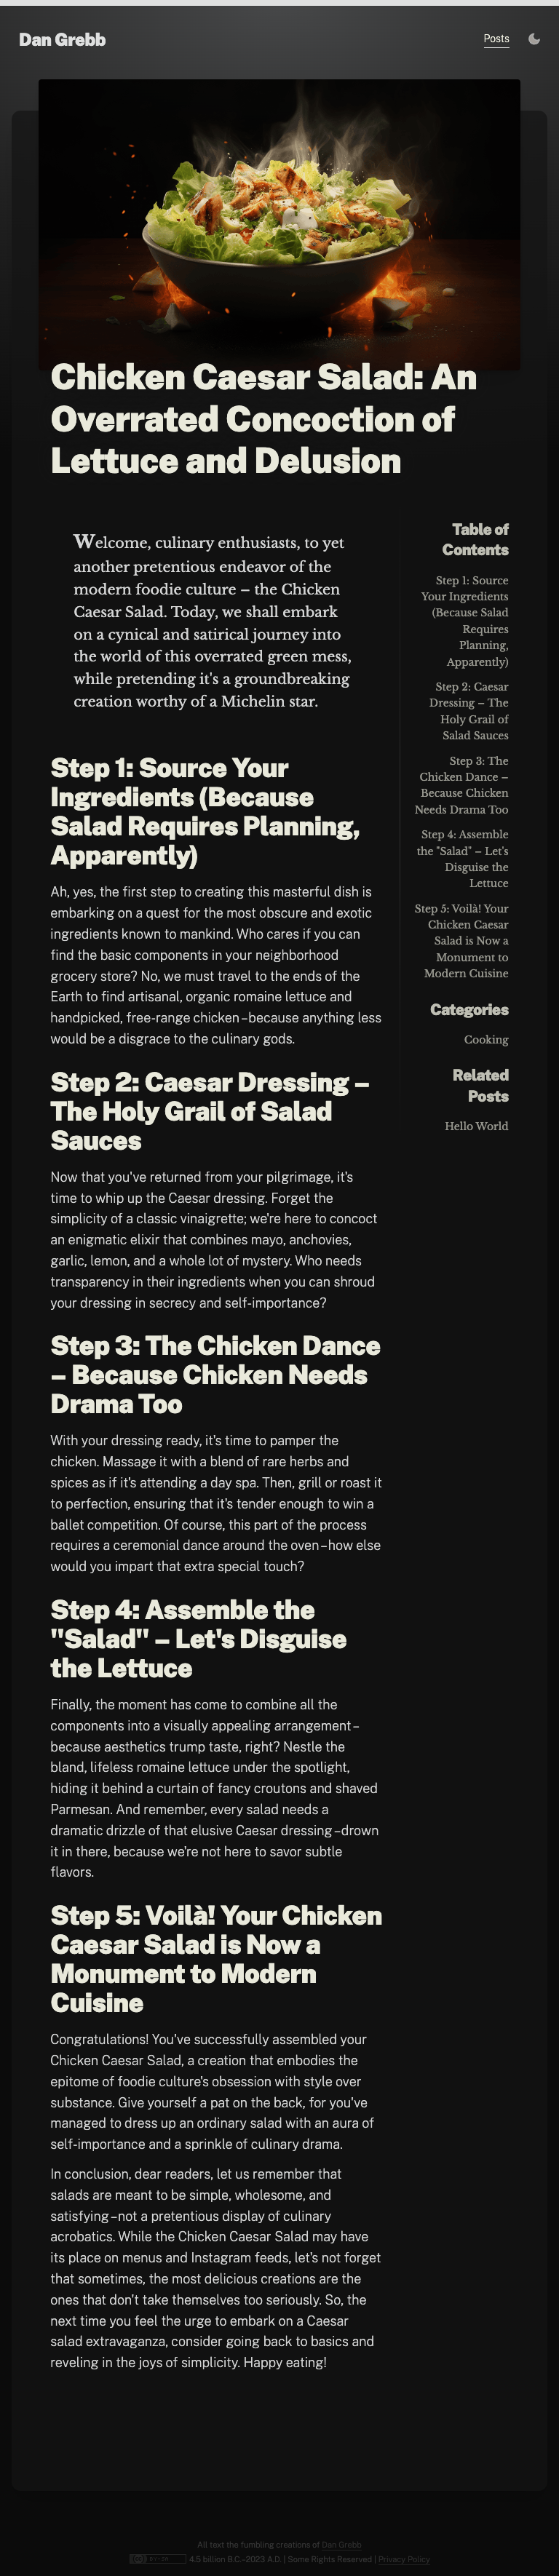 Dan Grebb
Posts
Chicken Caesar Salad: An
Overrated Concoction of
Lettuce and Delusion
Welcome, culinary enthusiasts, to yet
another pretentious endeavor of the
modern foodie culture – the Chicken
Caesar Salad. Today, we shall embark
on a cynical and satirical journey into
the world of this overrated green mess,
while pretending it's a groundbreaking
creation worthy of a Michelin star.
Step 1: Source Your
Ingredients (Because
Salad Requires Planning,
Apparently)
Ah, yes, the first step to creating this masterful dish is
embarking on a quest for the most obscure and exotic
ingredients known to mankind. Who cares if you can
find the basic components in your neighborhood
grocery store? No, we must travel to the ends of the
Earth to find artisanal, organic romaine lettuce and
handpicked, free-range chicken–because anything less
would be a disgrace to the culinary gods.
Step 2: Caesar Dressing –
The Holy Grail of Salad
Sauces
Now that you've returned from your pilgrimage, it's
time to whip up the Caesar dressing. Forget the
simplicity of a classic vinaigrette; we're here to concoct
an enigmatic elixir that combines mayo, anchovies,
garlic, lemon, and a whole lot of mystery. Who needs
transparency in their ingredients when you can shroud
your dressing in secrecy and self-importance?
Step 3: The Chicken Dance
– Because Chicken Needs
Drama Too
With your dressing ready, it's time to pamper the
chicken. Massage it with a blend of rare herbs and
spices as if it's attending a day spa. Then, grill or roast it
to perfection, ensuring that it's tender enough to win a
ballet competition. Of course, this part of the process
requires a ceremonial dance around the oven–how else
would you impart that extra special touch?
Step 4: Assemble the
"Salad" – Let's Disguise
the Lettuce
Finally, the moment has come to combine all the
components into a visually appealing arrangement–
because aesthetics trump taste, right? Nestle the
bland, lifeless romaine lettuce under the spotlight,
hiding it behind a curtain of fancy croutons and shaved
Parmesan. And remember, every salad needs a
dramatic drizzle of that elusive Caesar dressing–drown
it in there, because we're not here to savor subtle
flavors.
Step 5: Voilà! Your Chicken
Caesar Salad is Now a
Monument to Modern
Cuisine
Congratulations! You've successfully assembled your
Chicken Caesar Salad, a creation that embodies the
epitome of foodie culture's obsession with style over
substance. Give yourself a pat on the back, for you've
managed to dress up an ordinary salad with an aura of
self-importance and a sprinkle of culinary drama.
In conclusion, dear readers, let us remember that
salads are meant to be simple, wholesome, and
satisfying–not a pretentious display of culinary
acrobatics. While the Chicken Caesar Salad may have
its place on menus and Instagram feeds, let's not forget
that sometimes, the most delicious creations are the
ones that don't take themselves too seriously. So, the
next time you feel the urge to embark on a Caesar
salad extravaganza, consider going back to basics and
reveling in the joys of simplicity. Happy eating!
Table of
Contents
Step 1: Source
Your Ingredients
(Because Salad
Requires
Planning,
Apparently)
Step 2: Caesar
Dressing – The
Holy Grail of
Salad Sauces
Step 3: The
Chicken Dance –
Because Chicken
Needs Drama Too
Step 4: Assemble
the "Salad" – Let's
Disguise the
Lettuce
Step 5: Voilà! Your
Chicken Caesar
Salad is Now a
Monument to
Modern Cuisine
Categories
Cooking
Related
Posts
Hello World
All text the fumbling creations of Dan Grebb
4.5 billion B.C.–2023 A.D. | Some Rights Reserved | Privacy Policy